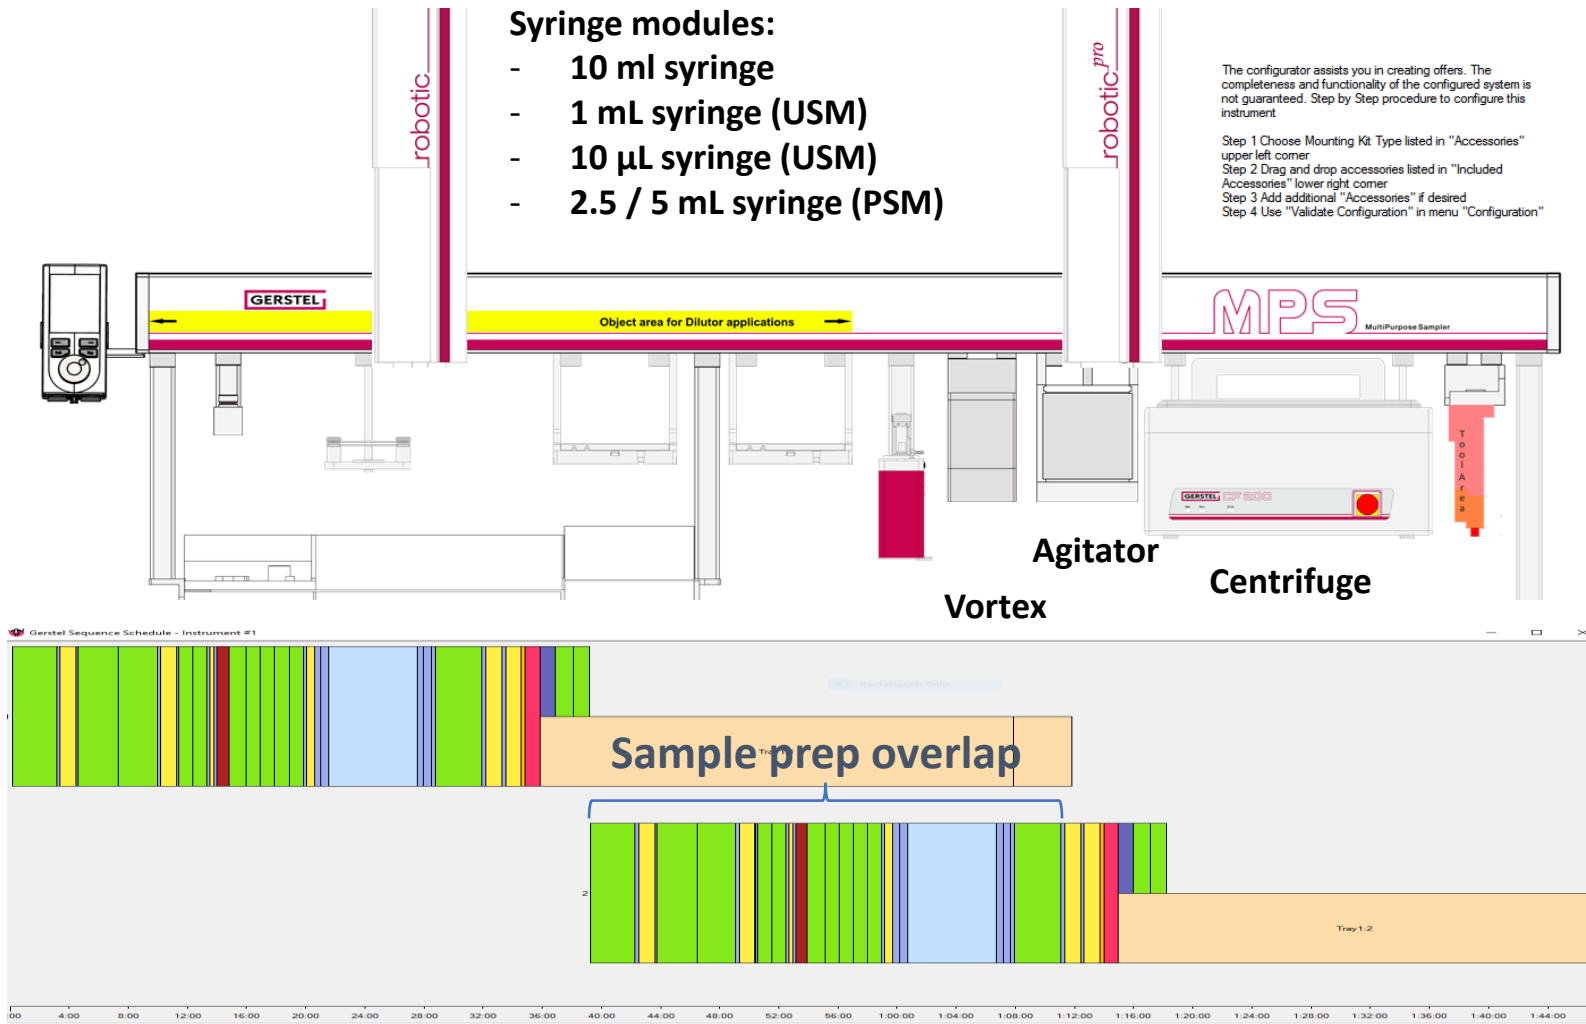 Syringe modules:
- 10 ml syringe
- 1 mL syringe (USM)
- 10 µL syringe (USM)
- 2.5 / 5 mL syringe (PSM)
robotic
robotic pro
The configurator assists you in creating offers. The
completeness and functionality of the configured system is
not guaranteed. Step by Step procedure to configure this
instrument
Step 1 Choose Mounting Kit Type listed in "Accessories"
upper left corner
Step 2 Drag and drop accessories listed in "Included
Accessories" lower right corner
Step 3 Add additional "Accessories" if desired
Step 4 Use "Validate Configuration" in menu "Configuration"
GERSTEL
Object area for Dilutor applications
MPS
MultiPurpose Sampler
Tool Area
GERSTEL CF 200
Agitator
Centrifuge
Vortex
Gerstel Sequence Schedule - Instrument #1
Rectangular Snip
Sample prep overlap
2
Tray 1:2
:00 4:00 8:00 12:00 16:00 20:00 24:00 28:00 32:00 36:00 40:00 44:00 48:00 52:00 56:00 1:00:00 1:04:00 1:08:00 1:12:00 1:16:00 1:20:00 1:24:00 1:28:00 1:32:00 1:36:00 1:40:00 1:44:00